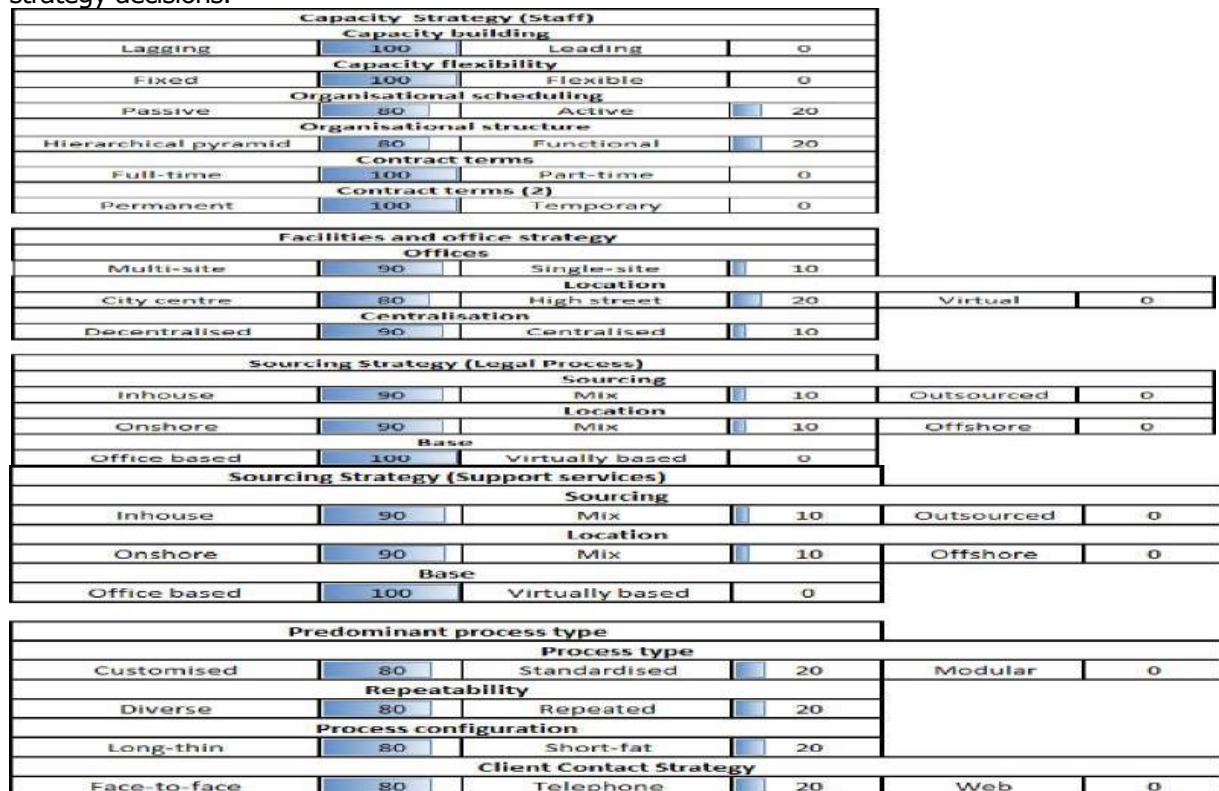 strategy decisions.
Capacity Strategy (Staff)
Capacity building
Lagging 100 Leading 0
Capacity flexibility
Fixed 100 Flexible 0
Organisational scheduling
Passive 80 Active 20
Organisational structure
Hierarchical pyramid 80 Functional 20
Contract terms
Full-time 100 Part-time 0
Contract terms (2)
Permanent 100 Temporary 0
Facilities and office strategy
Offices
Multi-site 90 Single-site 10
Location
City centre 80 High street 20 Virtual 0
Centralisation
Decentralised 90 Centralised 10
Sourcing Strategy (Legal Process)
Sourcing
Inhouse 90 Mix 10 Outsourced 0
Location
Onshore 90 Mix 10 Offshore 0
Base
Office based 100 Virtually based 0
Sourcing Strategy (Support services)
Sourcing
Inhouse 90 Mix 10 Outsourced 0
Location
Onshore 90 Mix 10 Offshore 0
Base
Office based 100 Virtually based 0
Predominant process type
Process type
Customised 80 Standardised 20 Modular 0
Repeatability
Diverse 80 Repeated 20
Process configuration
Long-thin 80 Short-fat 20
Client Contact Strategy
Face-to-face 80 Telephone 20 Web 0